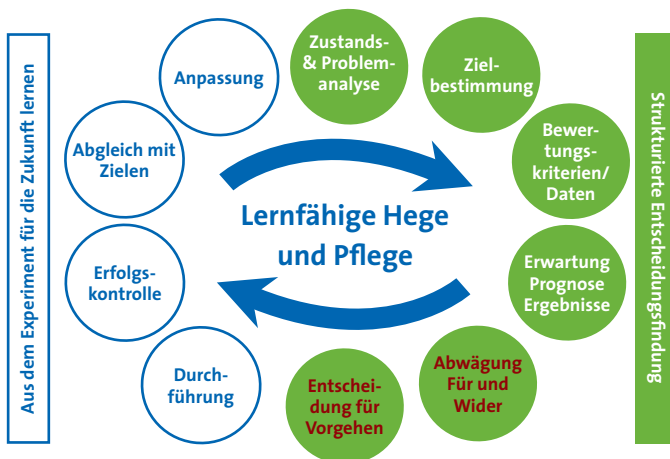 Aus dem Experiment für die Zukunft lernen
Anpassung
Zustands-
& Problem-
analyse
Ziel-
bestimmung
Bewer-
tungs-
kriterien/
Daten
Erwartung
Prognose
Ergebnisse
Abwägung
Für und
Wider
Entschei-
dung für
Vorgehen
Durch-
führung
Erfolgs-
kontrolle
Abgleich mit
Zielen
Lernfähige Hege
und Pflege
Strukturierte Entscheidungsfindung